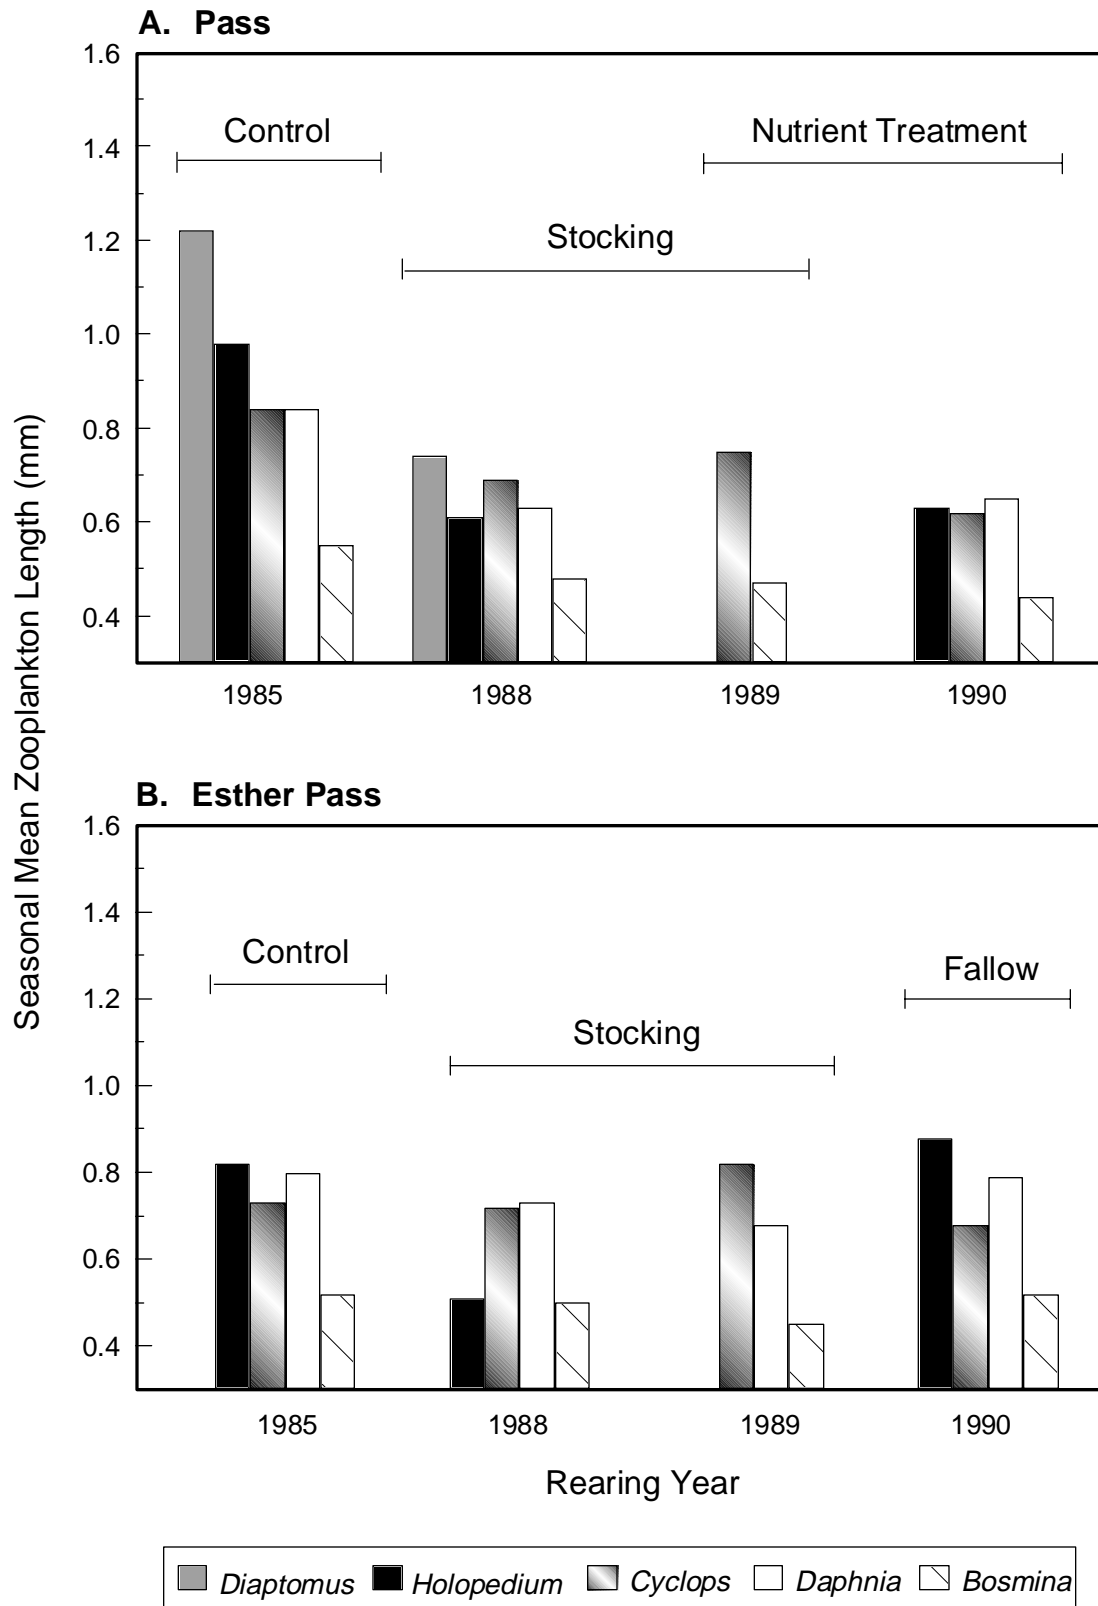 A. Pass
1.6
1.4
1.2
1.0
0.8
0.6
0.4
Control
Nutrient Treatment
Stocking
1985 1988 1989 1990
Seasonal Mean Zooplankton Length (mm)
B. Esther Pass
1.6
1.4
1.2
1.0
0.8
0.6
0.4
Control
Fallow
Stocking
1985 1988 1989 1990
Rearing Year
Diaptomus Holopedium Cyclops Daphnia Bosmina